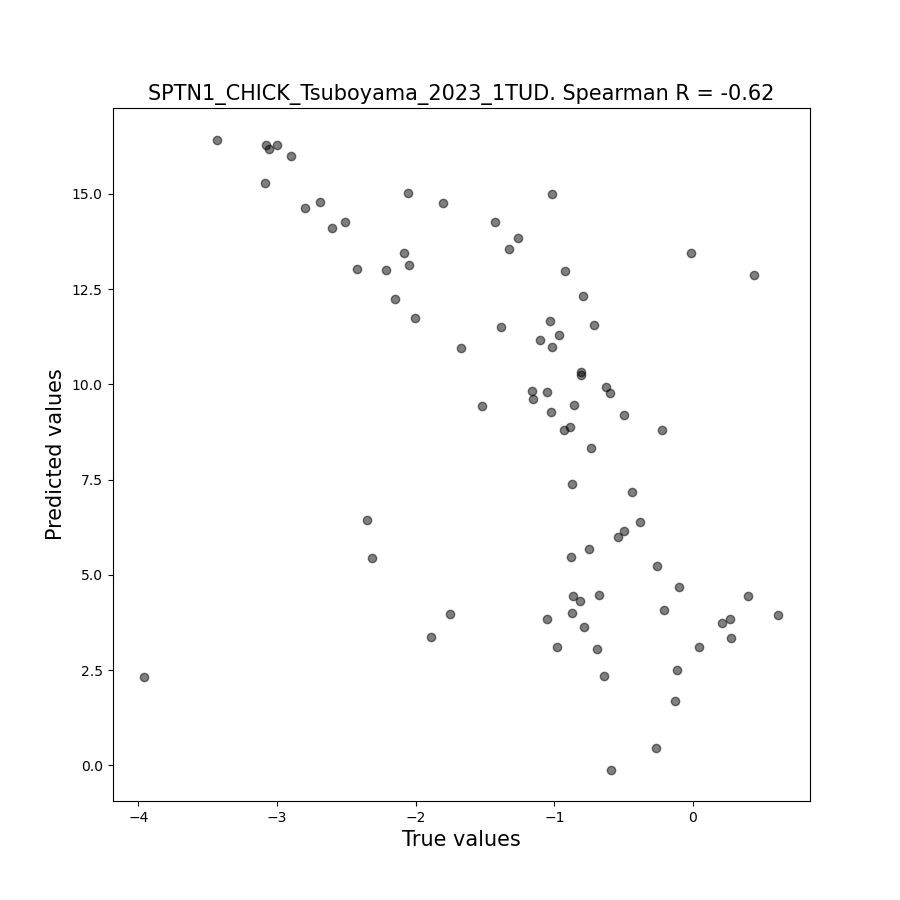 SPTN1_CHICK_Tsuboyama_2023_1TUD. Spearman R = -0.62
Predicted values
15.0
12.5
10.0
7.5
5.0
2.5
0.0
−4 −3 −2 −1 0
True values